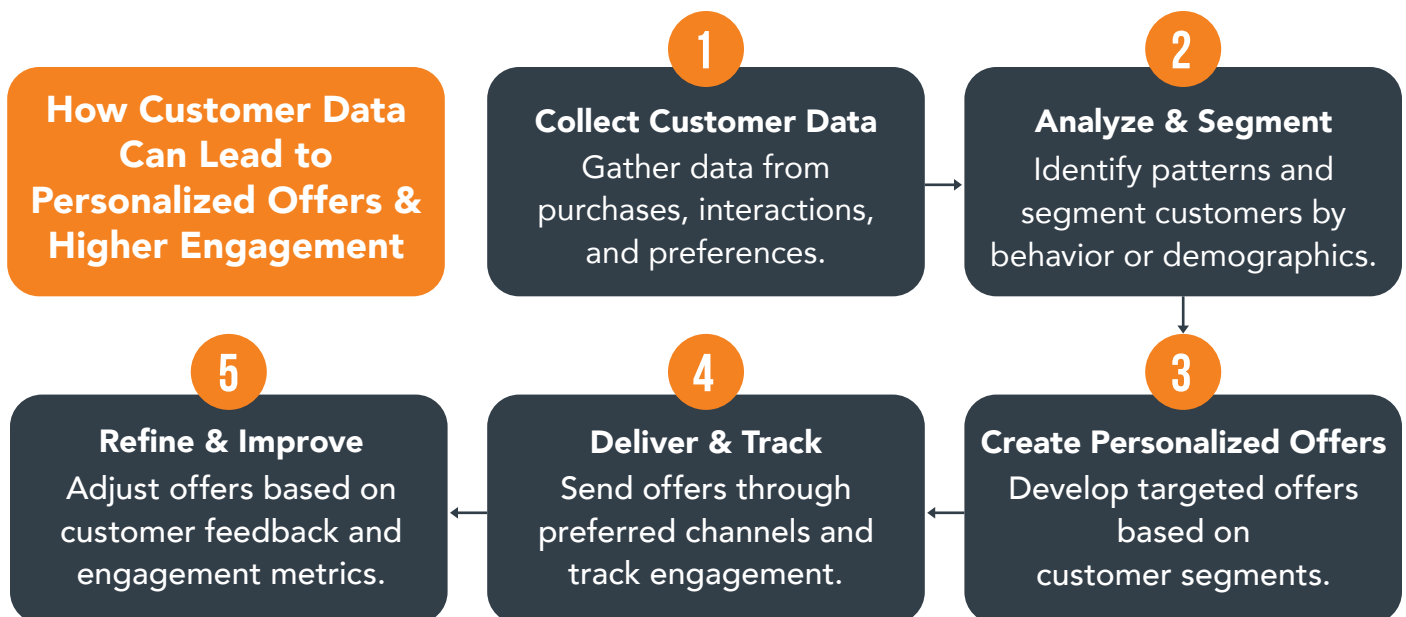 How Customer Data
Can Lead to
Personalized Offers &
Higher Engagement
1
Collect Customer Data
Gather data from
purchases, interactions,
and preferences.
2
Analyze & Segment
Identify patterns and
segment customers by
behavior or demographics.
3
Create Personalized Offers
Develop targeted offers
based on
customer segments.
4
Deliver & Track
Send offers through
preferred channels and
track engagement.
5
Refine & Improve
Adjust offers based on
customer feedback and
engagement metrics.